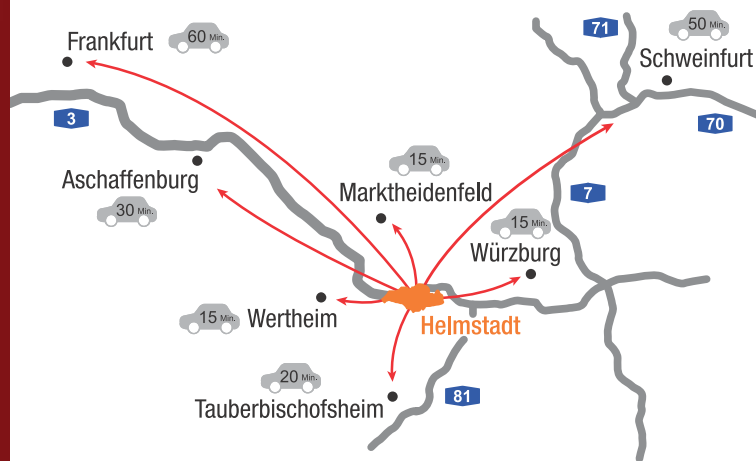 71
50 Min.
Frankfurt
60 Min.
Schweinfurt
3
70
15 Min.
Aschaffenburg
Marktheidenfeld
7
30 Min.
15 Min.
Würzburg
15 Min.
Wertheim
Helmstadt
20 Min.
81
Tauberbischofsheim